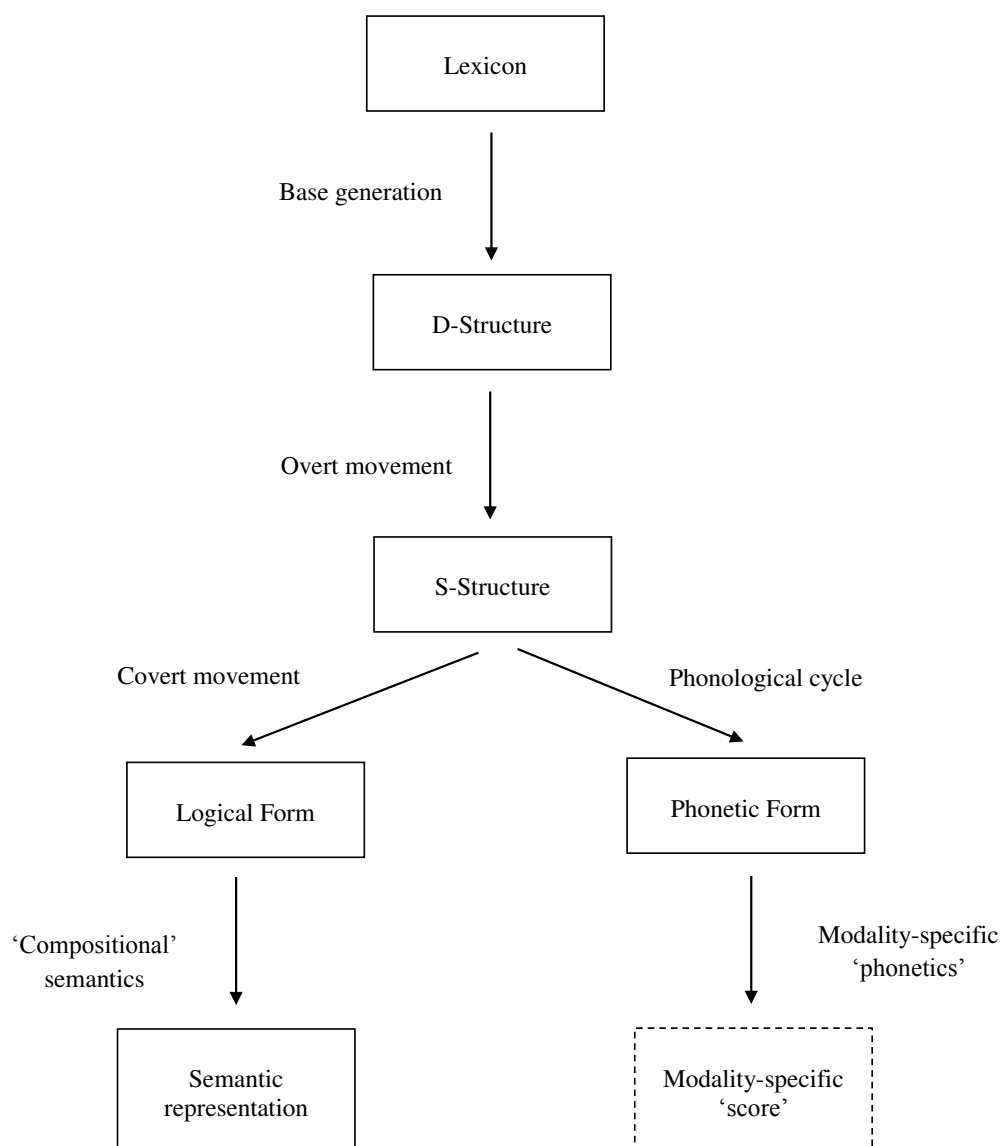 Lexicon
Base generation
D-Structure
Overt movement
S-Structure
Covert movement
Phonological cycle
Logical Form
Phonetic Form
‘Compositional’
semantics
Modality-specific
‘phonetics’
Semantic
representation
Modality-specific
‘score’